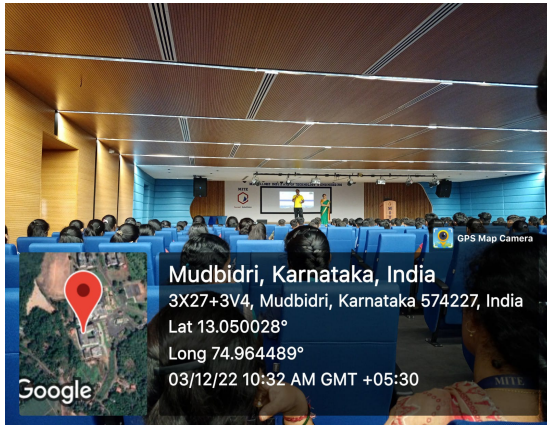 MITE
GPS Map Camera
Mudbidri, Karnataka, India
3X27+3V4, Mudbidri, Karnataka 574227, India
Lat 13.050028°
Long 74.964489°
03/12/22 10:32 AM GMT +05:30
Google
MITE